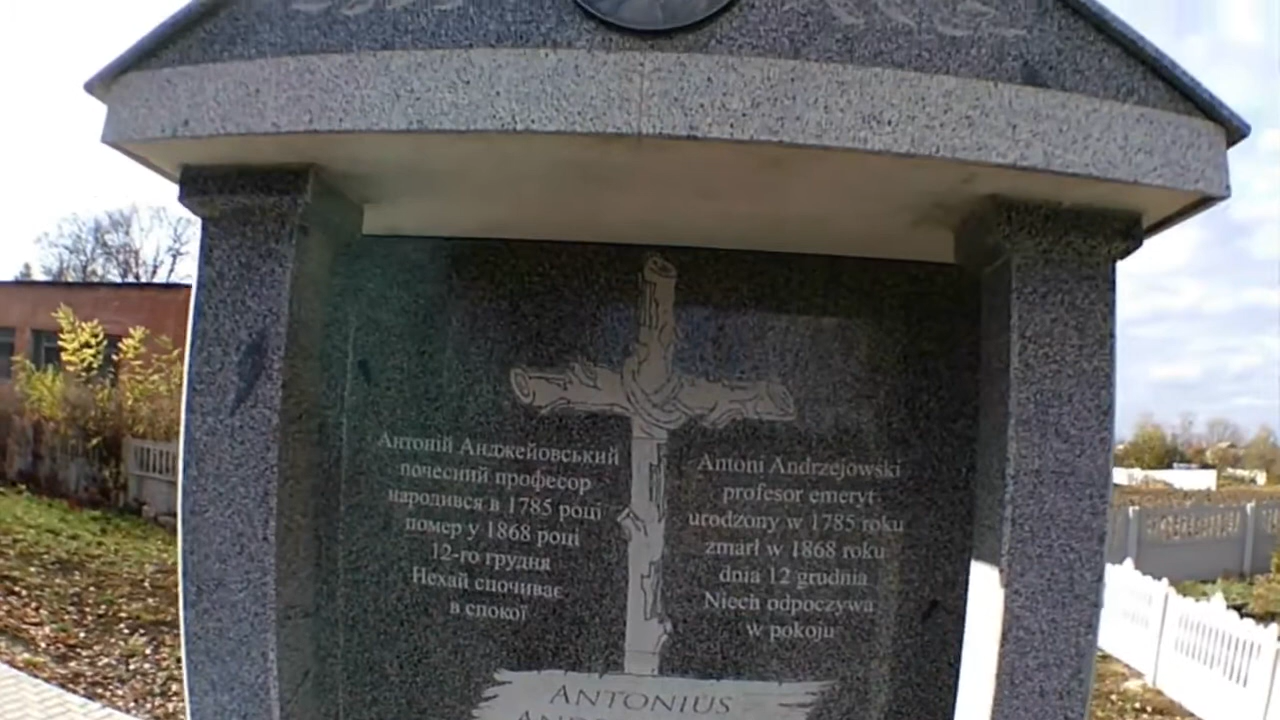 Антоній Анджейовський
почесний професор
народився в 1785 році
помер у 1868 році
12-го грудня
Нехай спочиває
в спокої
Antoni Andrzejowski
profesor emeryt
urodzony w 1785 roku
zmarł w 1868 roku
dnia 12 grudnia
Niech odpoczywa
w pokoju
ANTONIUS